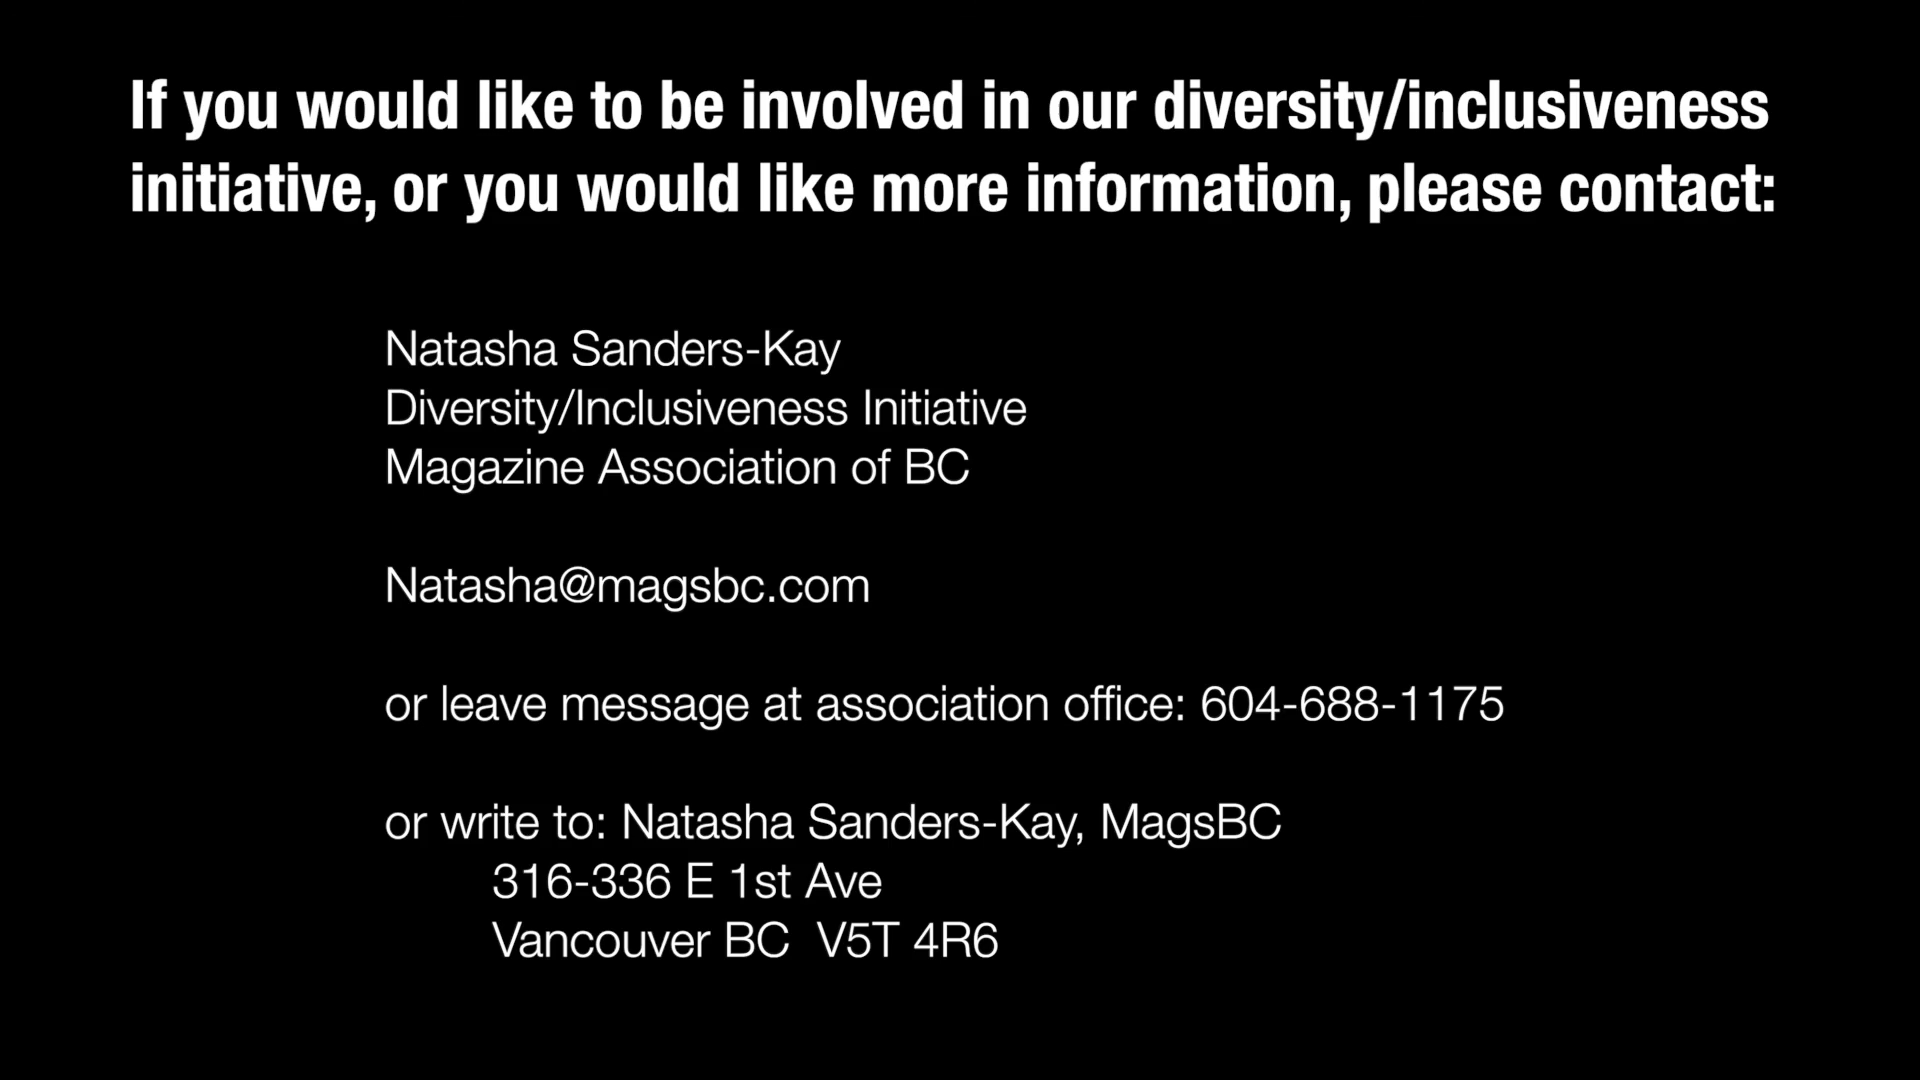 If you would like to be involved in our diversity/inclusiveness
initiative, or you would like more information, please contact:
Natasha Sanders-Kay
Diversity/Inclusiveness Initiative
Magazine Association of BC
Natasha@magsbc.com
or leave message at association office: 604-688-1175
or write to: Natasha Sanders-Kay, MagsBC
316-336 E 1st Ave
Vancouver BC  V5T 4R6